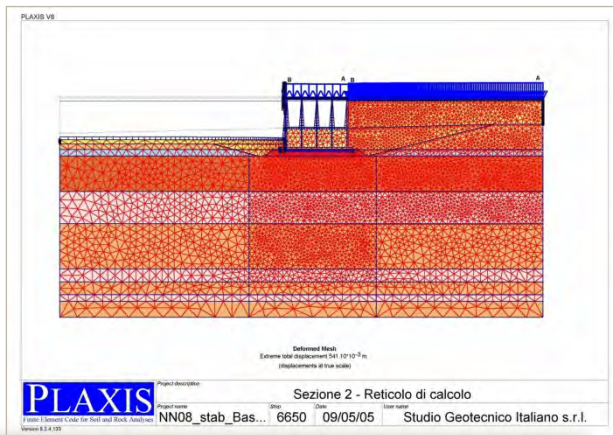 PLAXIS V8
B A B A
Deformed Mesh
Extreme total displacement 541.10*10-3 m
(displacements at true scale)
PLAXIS
Finite Element Code for Soil and Rock Analyses
Version 8.2.4.133
Project description
Sezione 2 - Reticolo di calcolo
Project name Step Date User name
NN08_stab_Bas... 6650 09/05/05 Studio Geotecnico Italiano s.r.l.